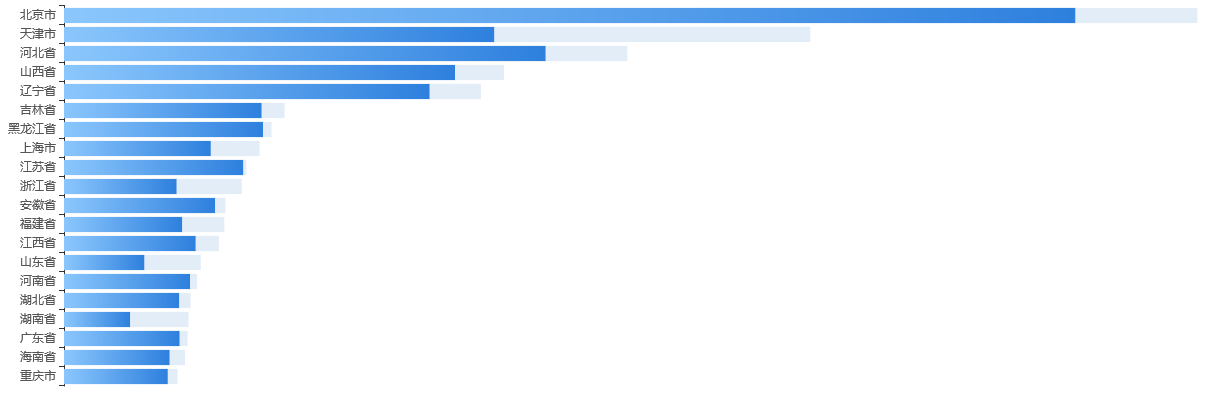 北京市
天津市
河北省
山西省
辽宁省
吉林省
黑龙江省
上海市
江苏省
浙江省
安徽省
福建省
江西省
山东省
河南省
湖北省
湖南省
广东省
海南省
重庆市